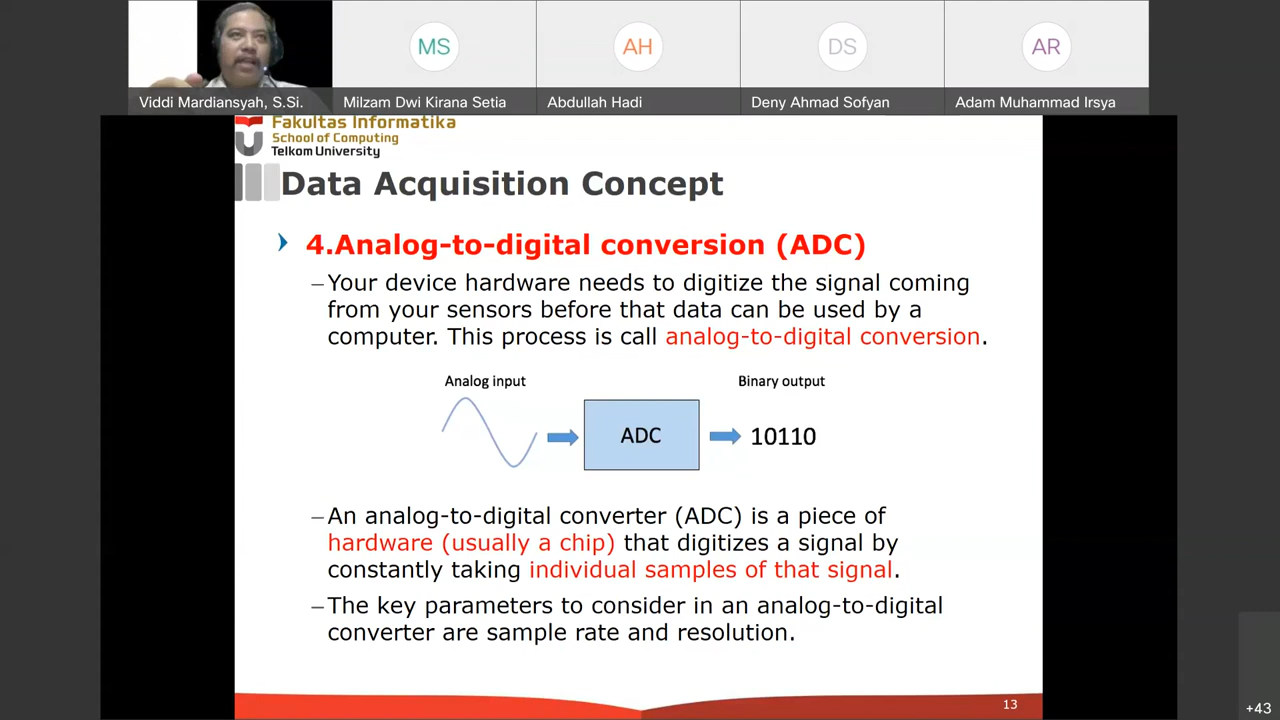 MS
AH
DS
AR
Viddi Mardiansyah, S.Si.
Milzam Dwi Kirana Setia
Abdullah Hadi
Deny Ahmad Sofyan
Adam Muhammad Irsya
Fakultas Informatika
School of Computing
Telkom University
Data Acquisition Concept
4.Analog-to-digital conversion (ADC)
–Your device hardware needs to digitize the signal coming
from your sensors before that data can be used by a
computer. This process is call analog-to-digital conversion.
Analog input
Binary output
ADC
10110
–An analog-to-digital converter (ADC) is a piece of
hardware (usually a chip) that digitizes a signal by
constantly taking individual samples of that signal.
–The key parameters to consider in an analog-to-digital
converter are sample rate and resolution.
13
+43